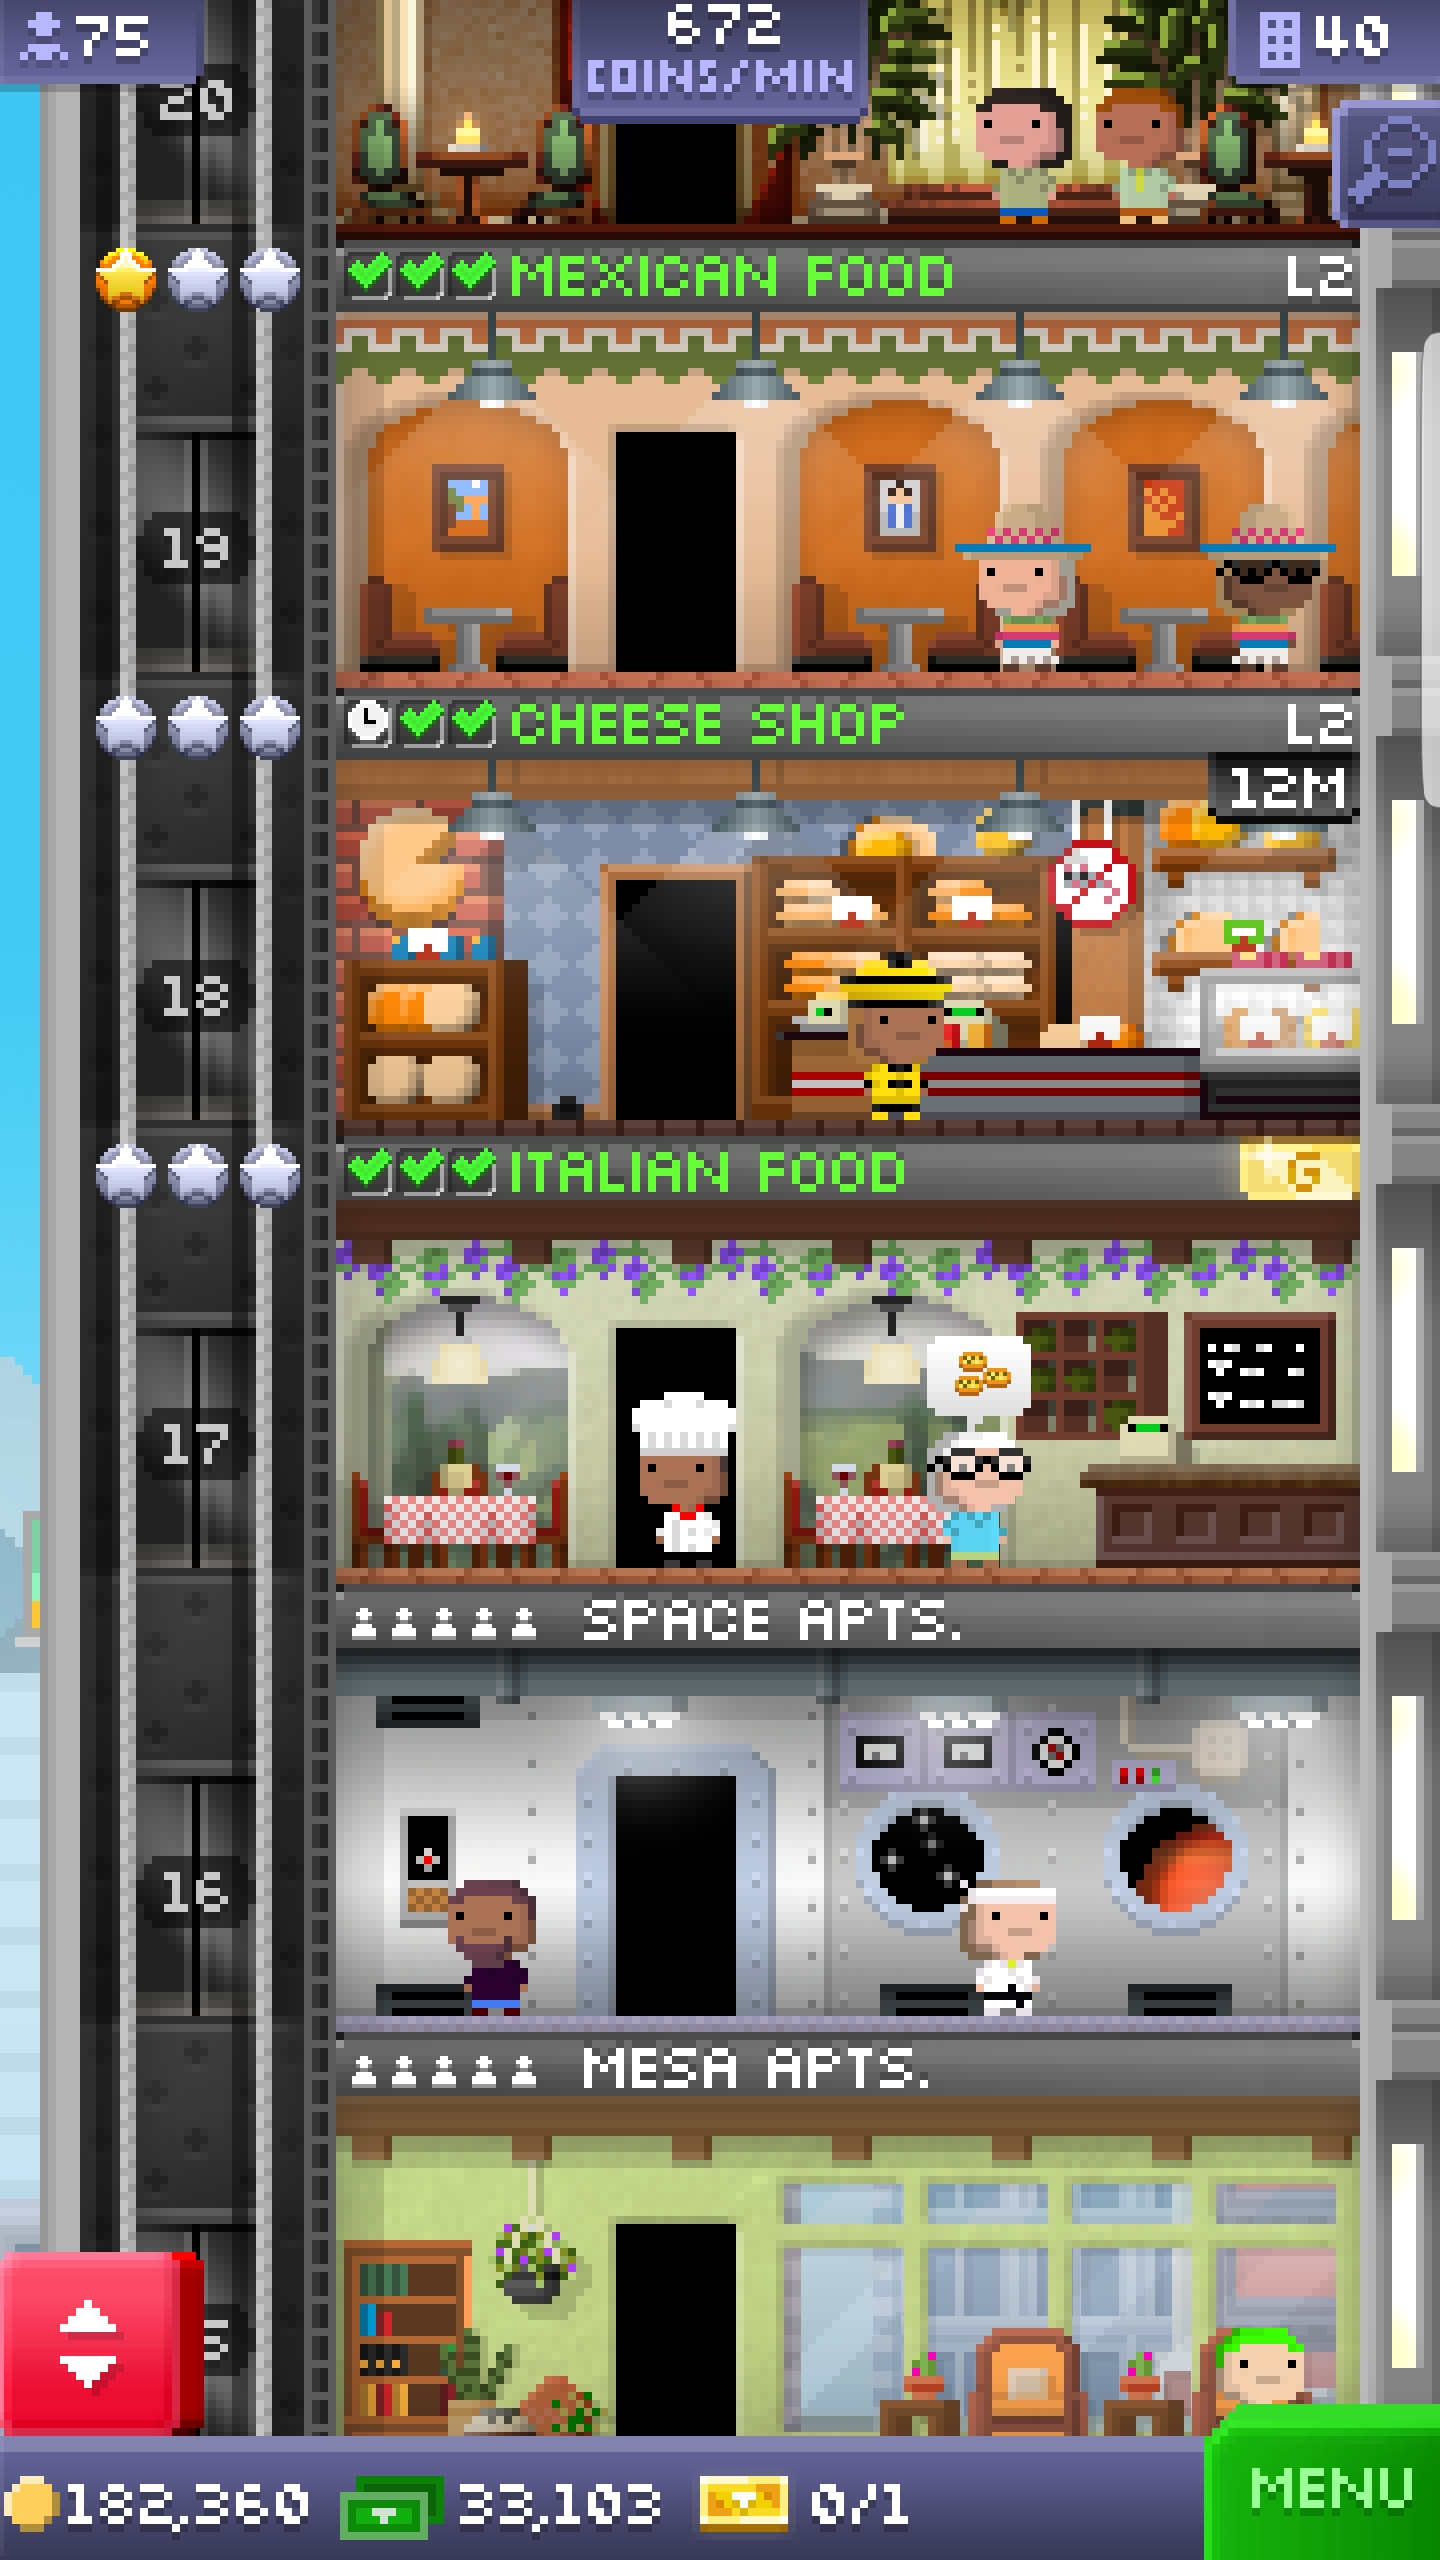 75
672
COINS/MIN
40
20
MEXICAN FOOD
L2
19
CHEESE SHOP
L2
12M
18
ITALIAN FOOD
G
17
SPACE APTS.
16
MESA APTS.
5
182,360
33,103
0/1
MENU